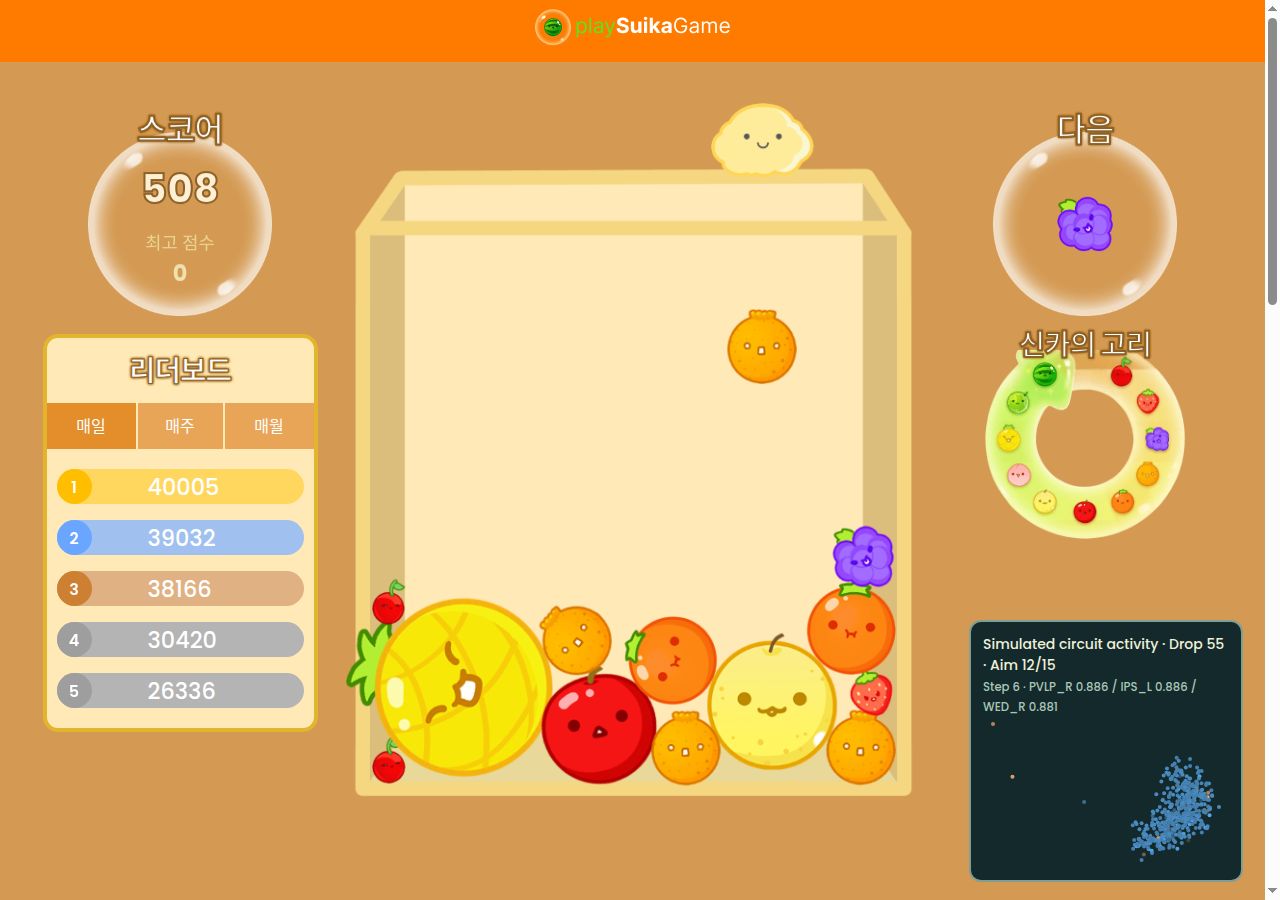 playSuikaGame
스코어
508
최고 점수
0
다음
신카의 고리
리더보드
매일 매주 매월
1 40005
2 39032
3 38166
4 30420
5 26336
Simulated circuit activity · Drop 55
· Aim 12/15
Step 6 · PVLP_R 0.886 / IPS_L 0.886 /
WED_R 0.881